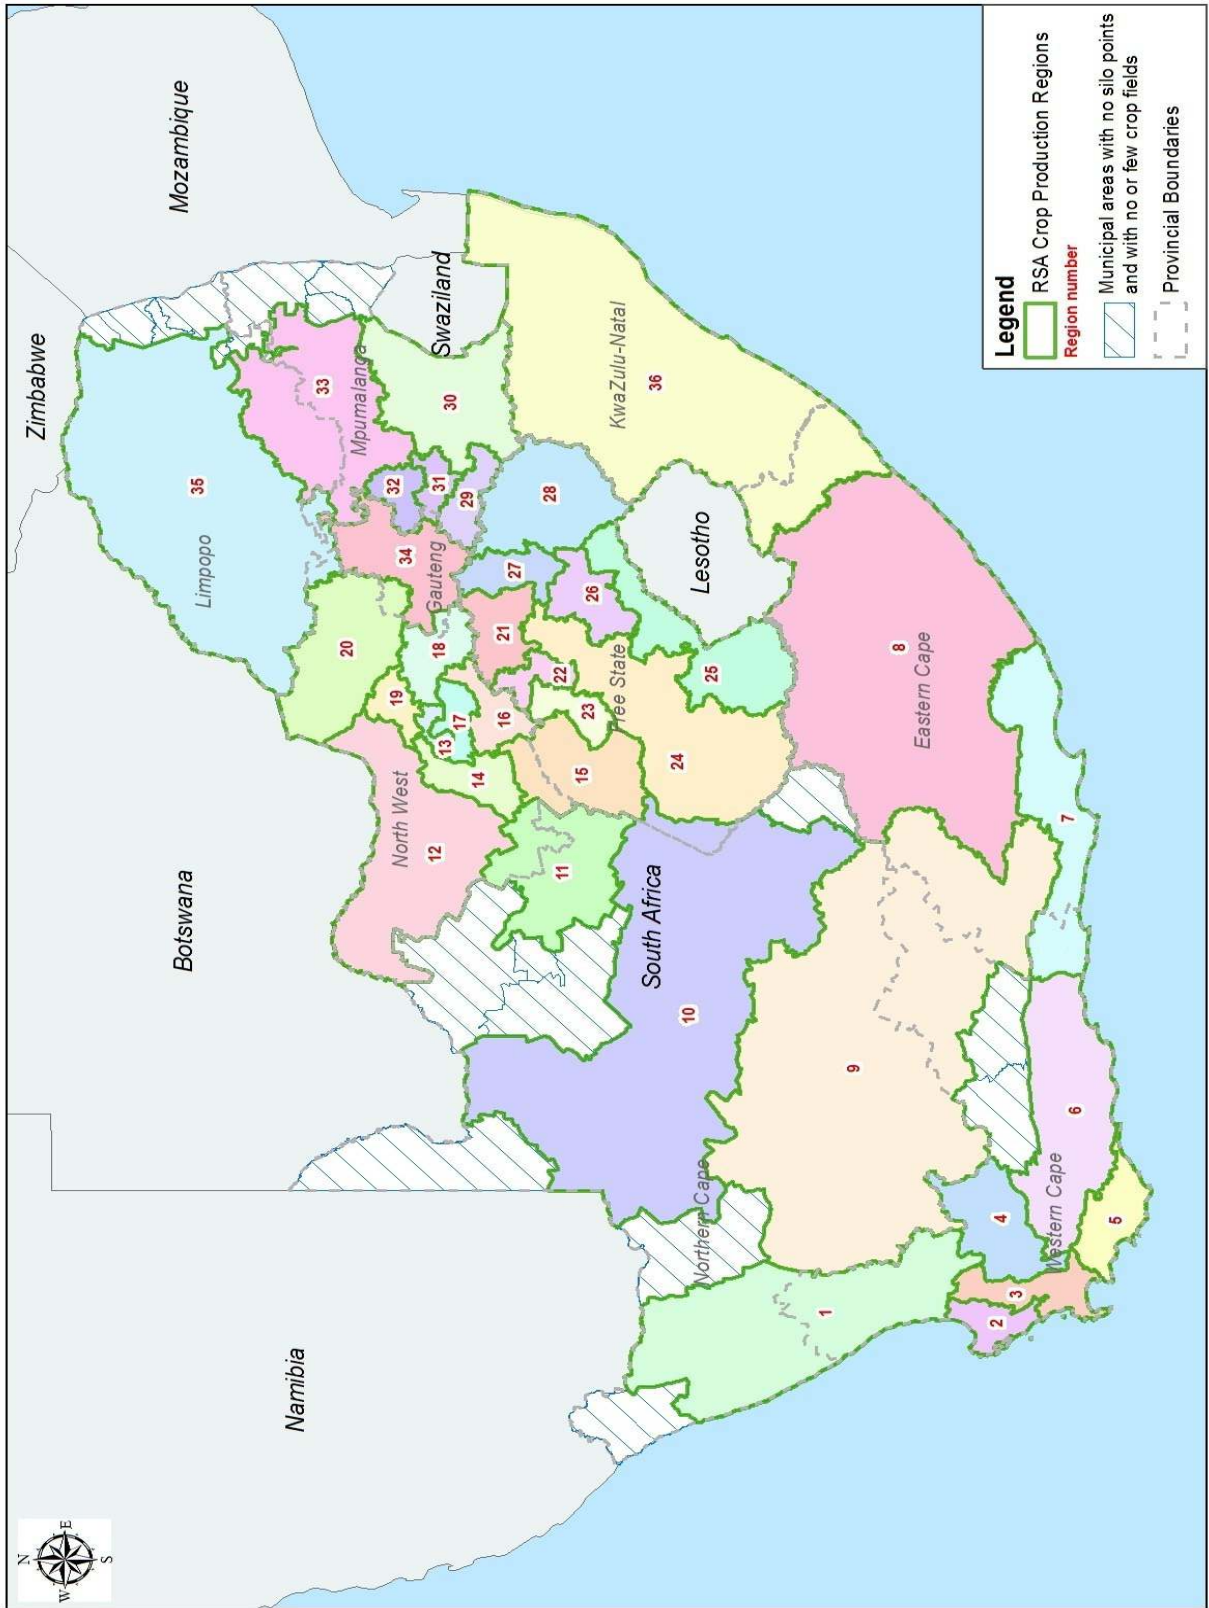 N
W
E
S
Zimbabwe
Mozambique
Botswana
Namibia
Swaziland
Lesotho
South Africa
Limpopo
Mpumalanga
Gauteng
North West
Free State
KwaZulu-Natal
Northern Cape
Eastern Cape
Western Cape
1
2
3
4
5
6
7
8
9
10
11
12
13
14
15
16
17
18
19
20
21
22
23
24
25
26
27
28
29
30
31
32
33
34
35
36
Legend
RSA Crop Production Regions
Region number
Municipal areas with no silo points
and with no or few crop fields
Provincial Boundaries